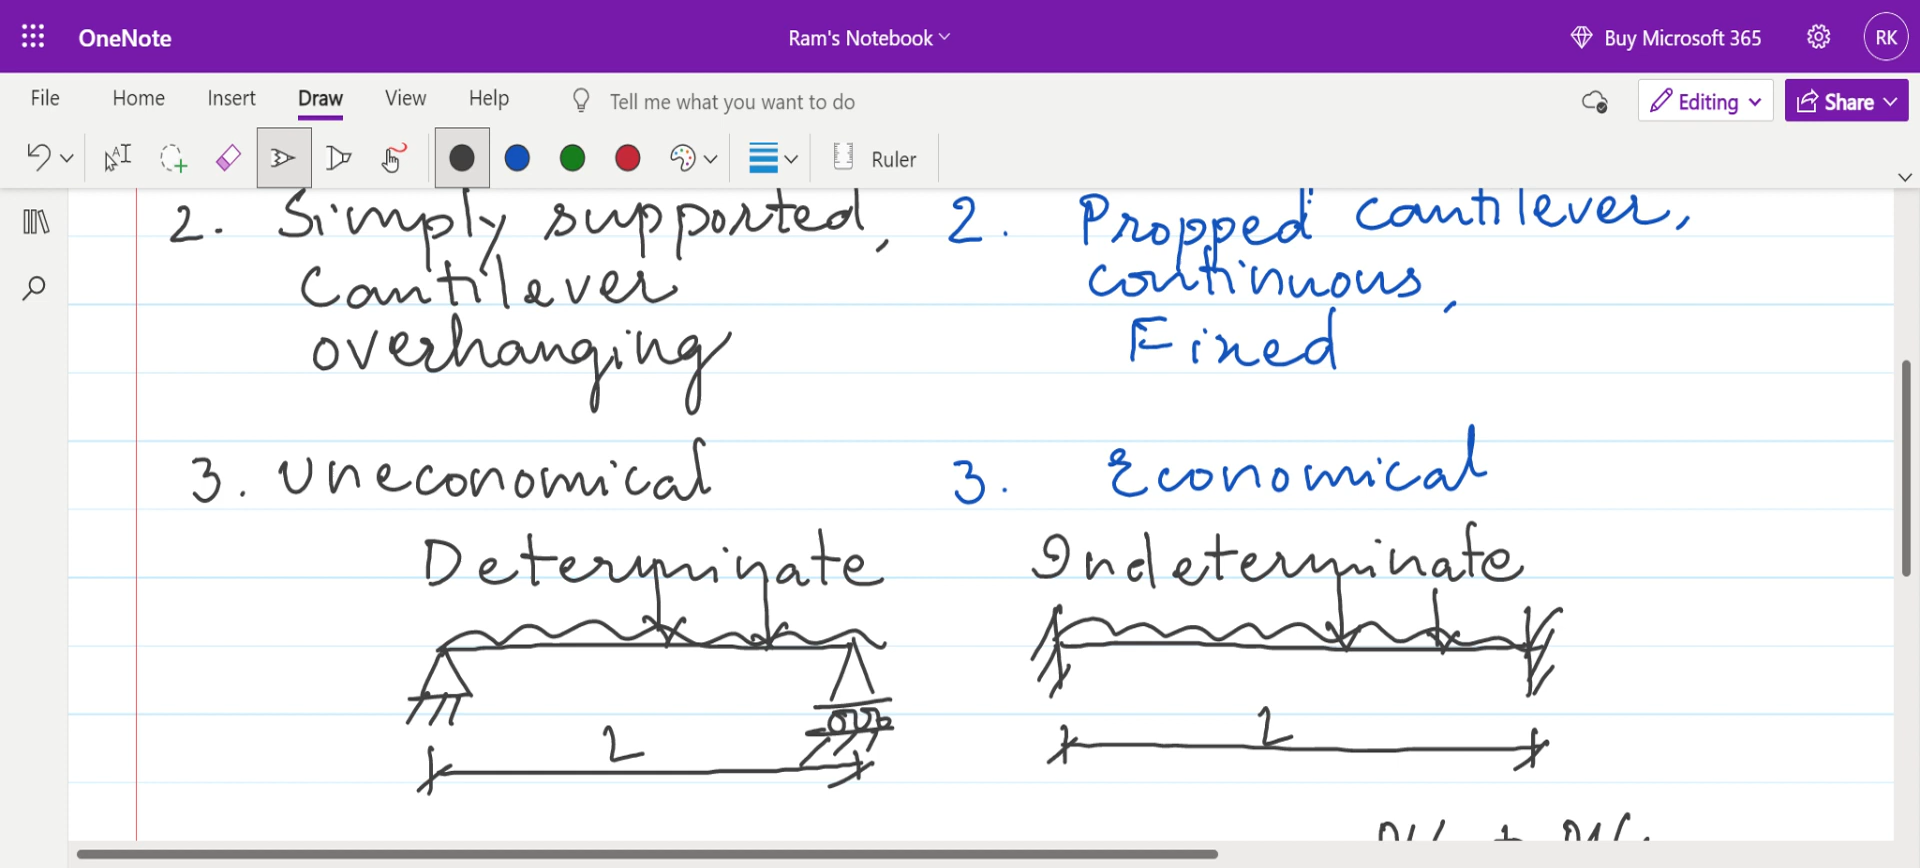 OneNote
Ram's Notebook
Buy Microsoft 365
RK
File Home Insert Draw View Help Tell me what you want to do
Editing
Share
Ruler
2. Simply supported,
Cantilever
overhanging
2. Propped cantilever,
continuous,
Fixed
3. uneconomical
3. Economical
Determinate
Indeterminate
L
L